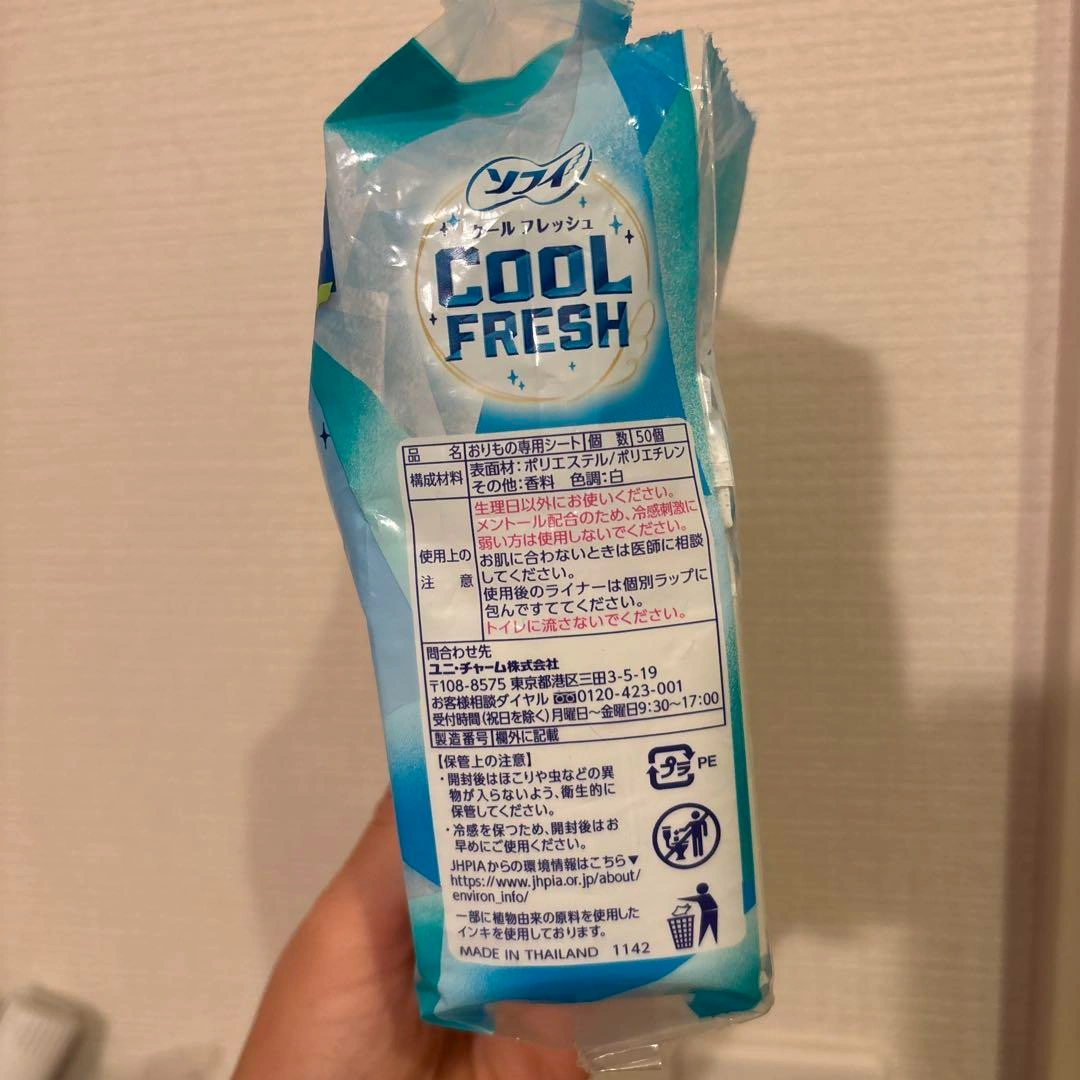 ソフィ
クール フレッシュ
COOL
FRESH
品 名 おりもの専用シート 個 数 50個
構成材料 表面材:ポリエステル/ポリエチレン
その他:香料 色調:白
使用上の注意
生理日以外にお使いください。
メントール配合のため、冷感刺激に
弱い方は使用しないでください。
お肌に合わないときは医師に相談
してください。
使用後のライナーは個別ラップに
包んですててください。
トイレに流さないでください。
問合わせ先
ユニ・チャーム株式会社
〒108-8575 東京都港区三田3-5-19
お客様相談ダイヤル 0120-423-001
受付時間(祝日を除く)月曜日〜金曜日9:30〜17:00
製造番号 欄外に記載
【保管上の注意】
・開封後はほこりや虫などの異
物が入らないよう、衛生的に
保管してください。
・冷感を保つため、開封後はお
早めにご使用ください。
プラ PE
JHPIAからの環境情報はこちら▼
https://www.jhpia.or.jp/about/
environ_info/
一部に植物由来の原料を使用した
インキを使用しております。
MADE IN THAILAND 1142